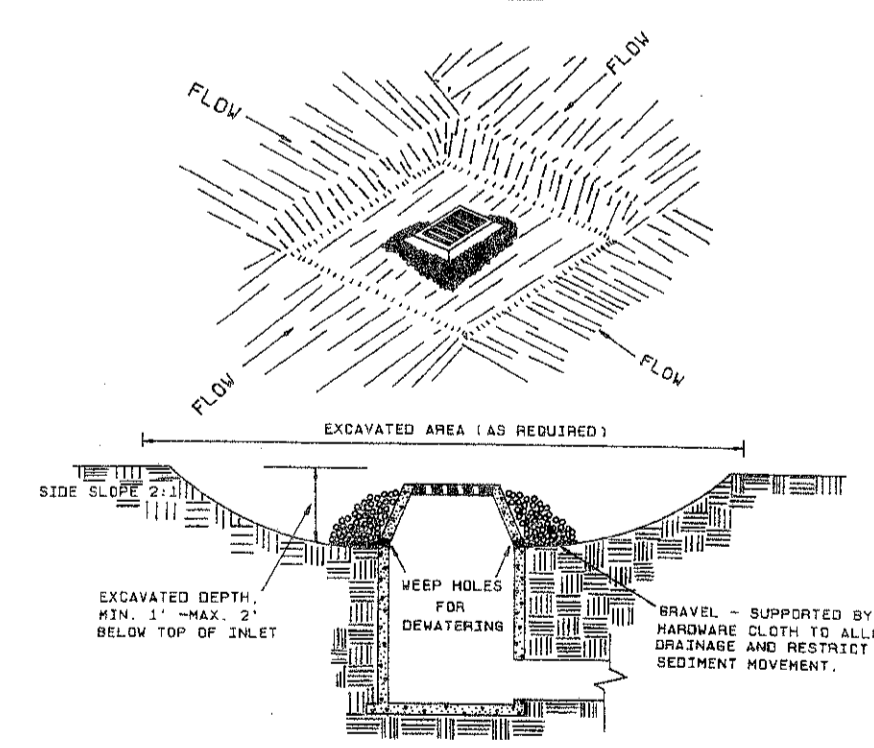 FLOW
FLOW
FLOW
FLOW
EXCAVATED AREA (AS REQUIRED)
SIDE SLOPE 2:1
EXCAVATED DEPTH,
MIN. 1' -MAX. 2'
BELOW TOP OF INLET
WEEP HOLES
FOR
DEWATERING
GRAVEL - SUPPORTED BY
HARDWARE CLOTH TO
DRAINAGE AND RESTRICT
SEDIMENT MOVEMENT.